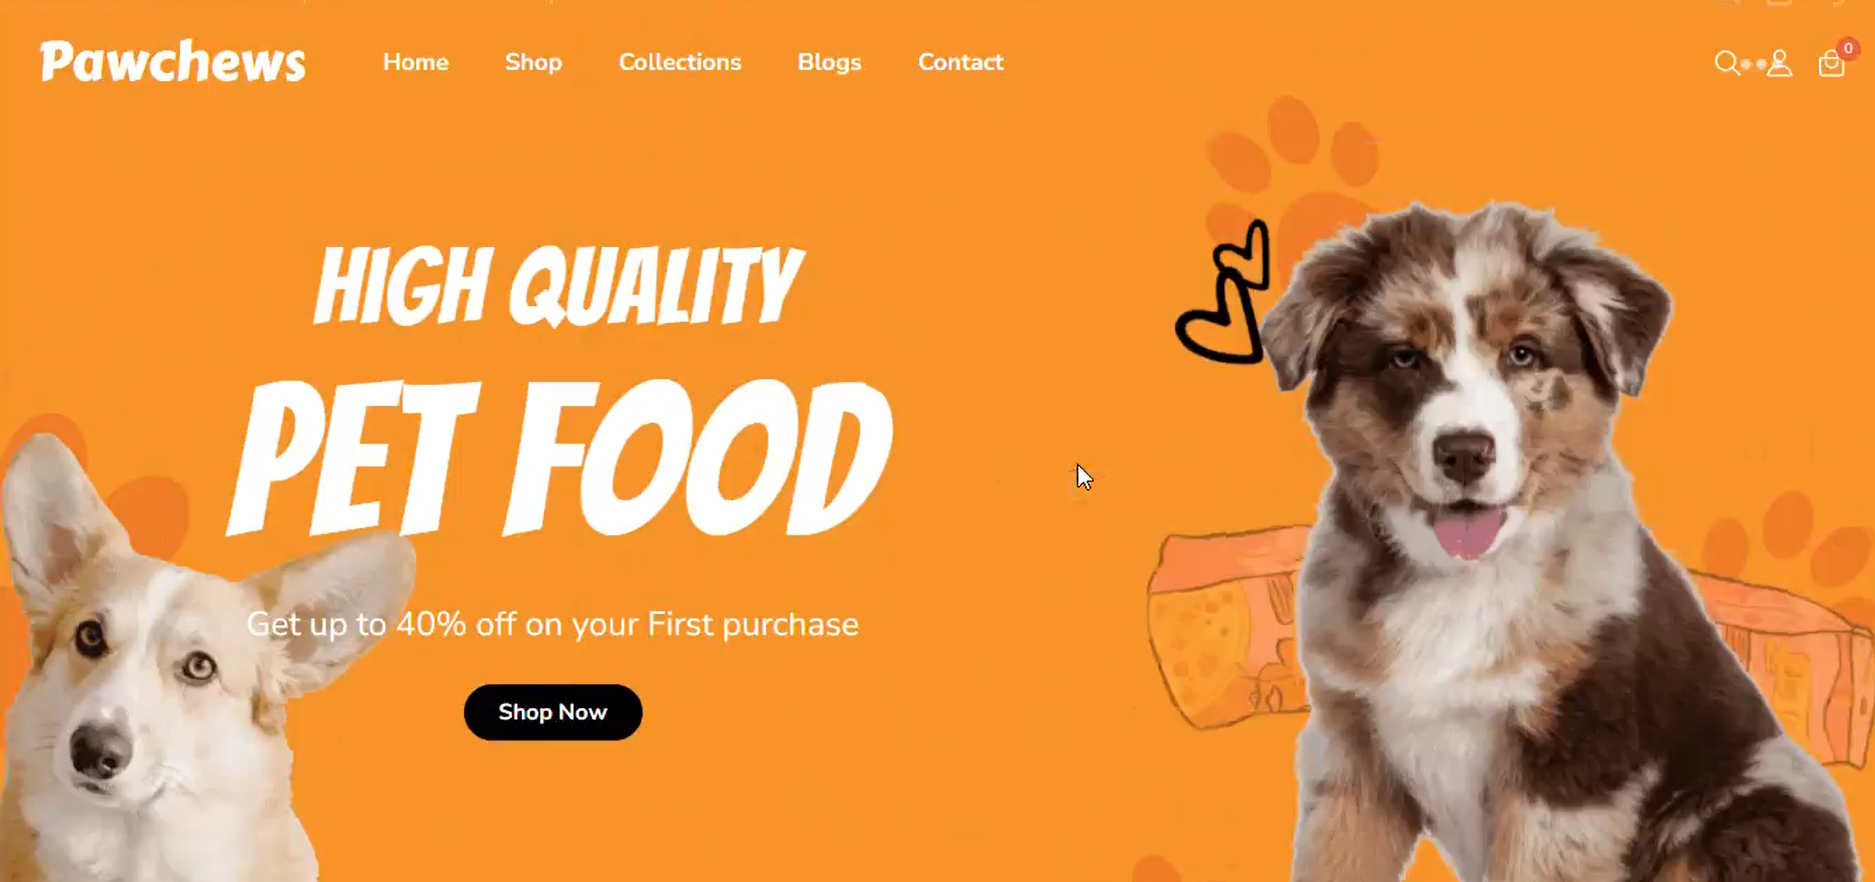 Pawchews
Home Shop Collections Blogs Contact
0
HIGH QUALITY
PET FOOD
Get up to 40% off on your First purchase
Shop Now